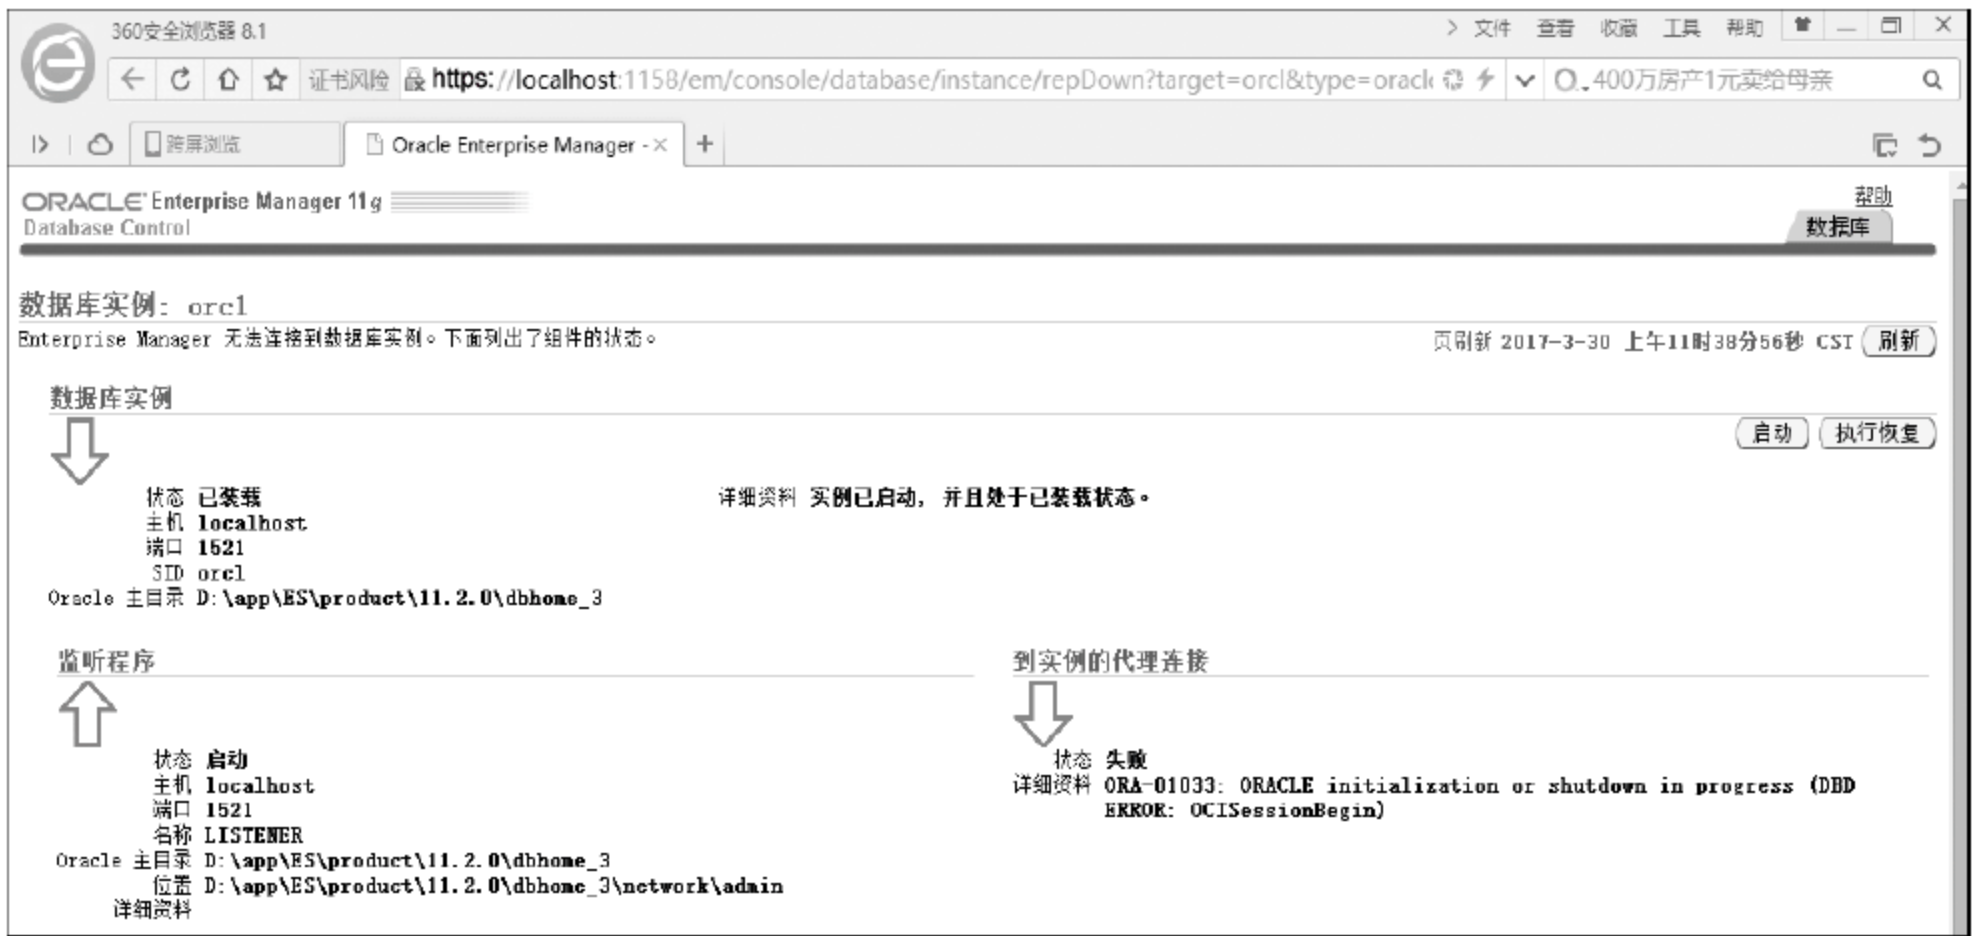 360安全浏览器 8.1
文件 查看 收藏 工具 帮助
证书风险 https://localhost:1158/em/console/database/instance/repDown?target=orcl&type=oracl 400万房产1元卖给母亲
跨屏浏览 Oracle Enterprise Manager - × +
ORACLE Enterprise Manager 11g
Database Control
帮助
数据库
数据库实例: orcl
Enterprise Manager 无法连接到数据库实例。下面列出了组件的状态。
页刷新 2017-3-30 上午11时38分56秒 CST 刷新
数据库实例
启动 执行恢复
状态 已装载
详细资料 实例已启动, 并且处于已装载状态。
主机 localhost
端口 1521
SID orcl
Oracle 主目录 D:\app\ES\product\11.2.0\dbhome_3
监听程序
状态 启动
主机 localhost
端口 1521
名称 LISTENER
Oracle 主目录 D:\app\ES\product\11.2.0\dbhome_3
位置 D:\app\ES\product\11.2.0\dbhome_3\network\admin
详细资料
到实例的代理连接
状态 失败
详细资料 ORA-01033: ORACLE initialization or shutdown in progress (DBD
ERROR: OCISessionBegin)